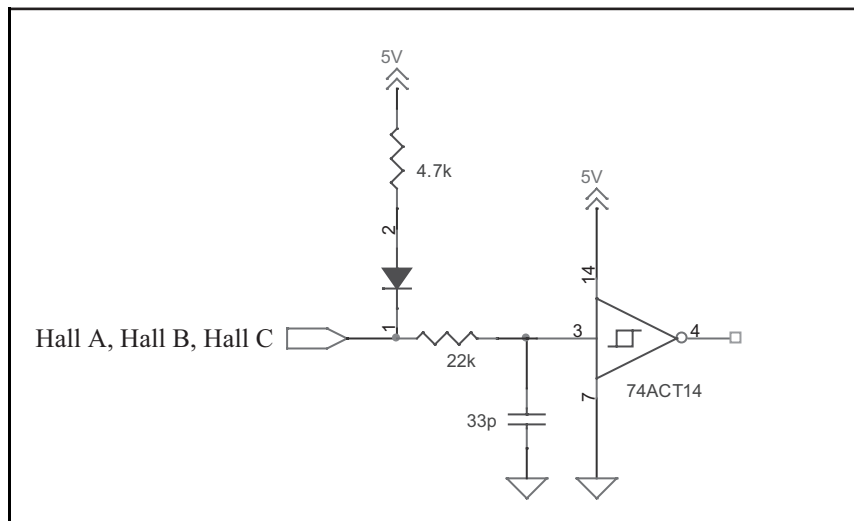 5V
4.7k
5V
2
14
1
Hall A, Hall B, Hall C
3
4
22k
74ACT14
7
33p